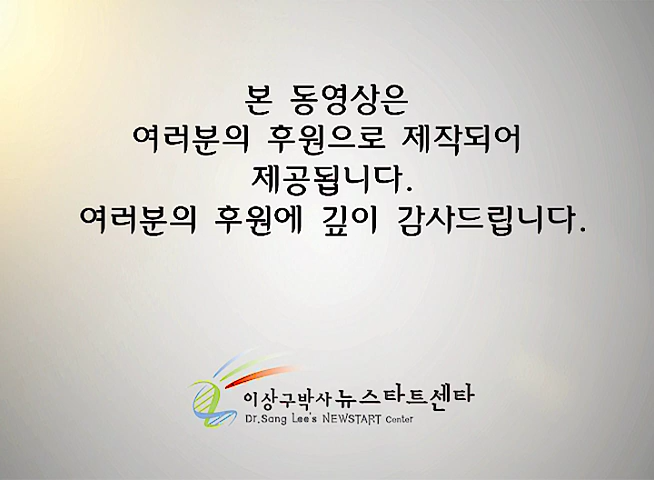 본 동영상은
여러분의 후원으로 제작되어
제공됩니다.
여러분의 후원에 깊이 감사드립니다.
이상구박사 뉴스타트센타
Dr.Sang Lee's NEWSTART Center